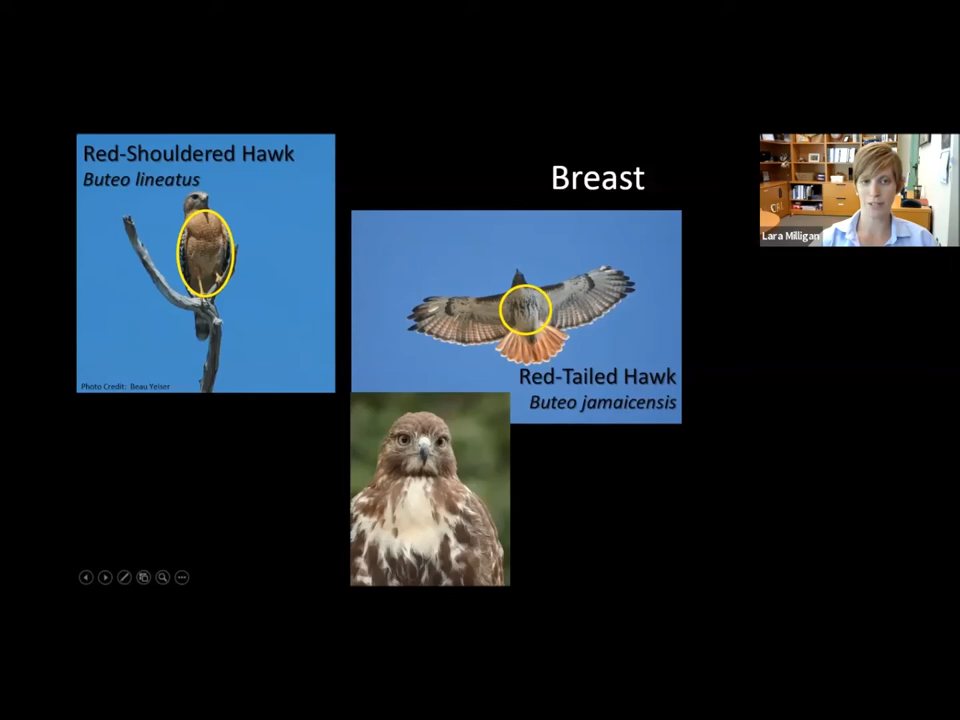 Red-Shouldered Hawk
Buteo lineatus
Photo Credit: Beau Yeiser
Breast
Red-Tailed Hawk
Buteo jamaicensis
Lara Milligan